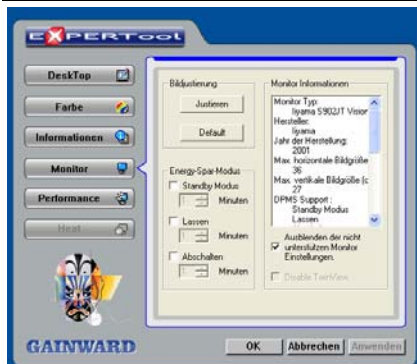 EXPERTool
DeskTop
Farbe
Informationen
Monitor
Performance
Heat
GAINWARD
Bildjustierung
Justieren
Default
Energy-Spar-Modus
Standby Modus
1 Minuten
Lassen
1 Minuten
Abschalten
1 Minuten
Monitor Informationen
Monitor Typ:
Iiyama S902JT Vision
Hersteller:
Iiyama
Jahr der Herstellung:
2001
Max. horizontale Bildgröße
36
Max. vertikale Bildgröße (c
27
DPMS Support :
Standby Modus
Lassen
Ausblenden der nicht
unterstützen Monitor
Einstellungen.
Disable TwinView
OK Abbrechen Anwenden